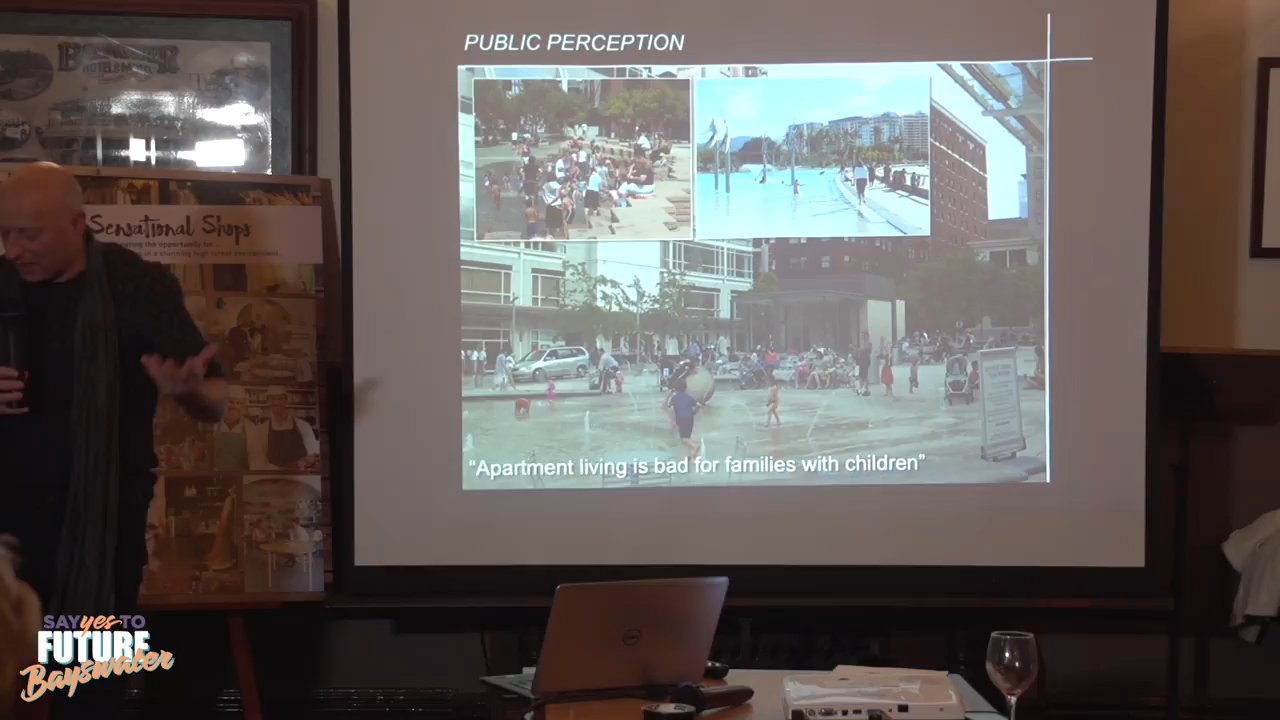 PUBLIC PERCEPTION
Sensational Shops
"Apartment living is bad for families with children"
SAY yes TO
FUTURE
Bayswater